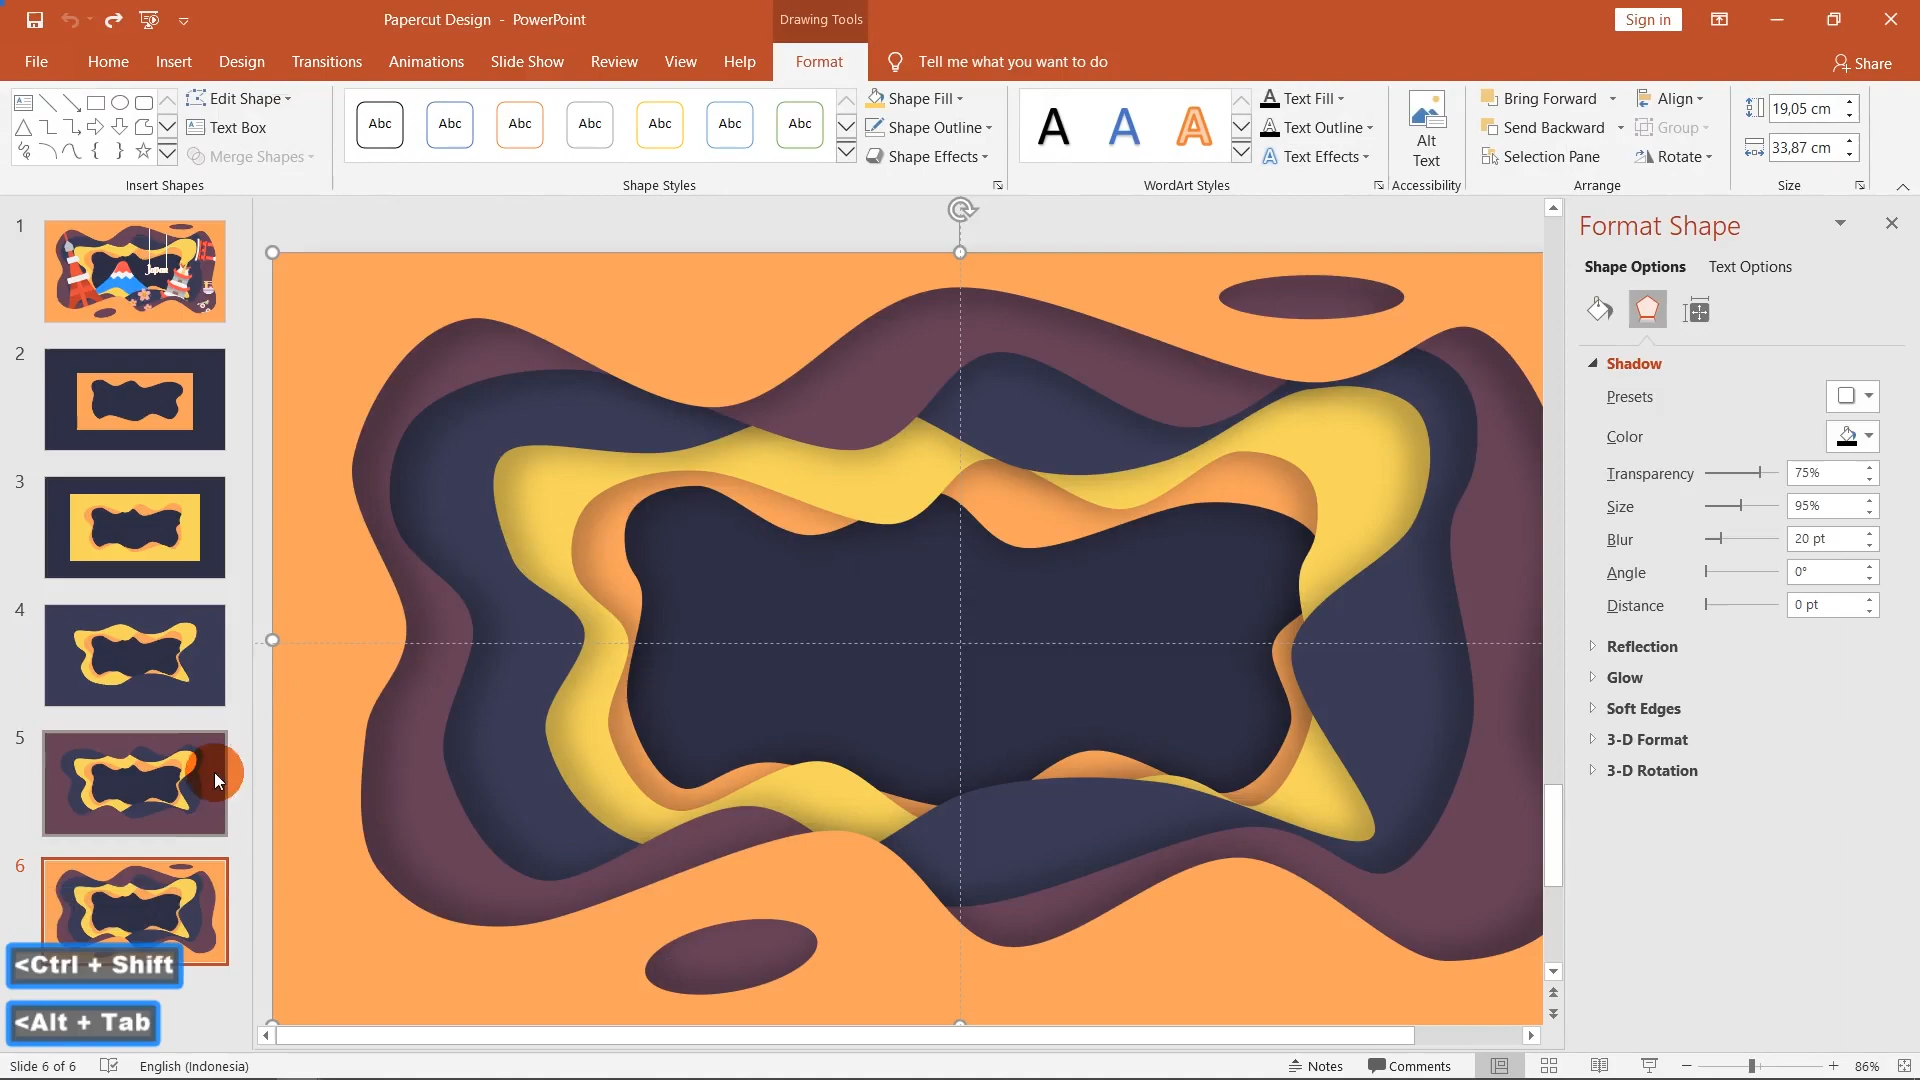 Papercut Design - PowerPoint
Drawing Tools
Sign in
File Home Insert Design Transitions Animations Slide Show Review View Help Format Tell me what you want to do Share
Edit Shape
Text Box
Merge Shapes
Insert Shapes
Abc Abc Abc Abc Abc Abc Abc
Shape Fill
Shape Outline
Shape Effects
Shape Styles
A A A
Text Fill
Text Outline
Text Effects
WordArt Styles
Alt
Text
Accessibility
Bring Forward
Send Backward
Selection Pane
Align
Group
Rotate
Arrange
19,05 cm
33,87 cm
Size
1
Japan
2
3
4
5
6
<Ctrl + Shift
<Alt + Tab
Format Shape
Shape Options Text Options
Shadow
Presets
Color
Transparency 75%
Size 95%
Blur 20 pt
Angle 0°
Distance 0 pt
Reflection
Glow
Soft Edges
3-D Format
3-D Rotation
Slide 6 of 6 English (Indonesia) Notes Comments 86%